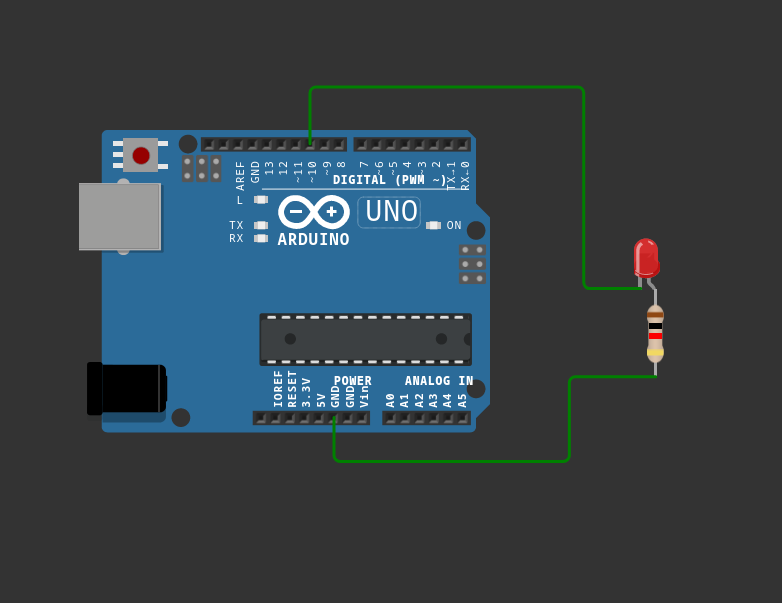 AREF
GND
13
12
~11
~10
~9
8
7
~6
~5
4
~3
2
TX→1
RX←0
DIGITAL (PWM ~)
L
TX
RX
UNO
ON
ARDUINO
POWER
ANALOG IN
IOREF
RESET
3.3V
5V
GND
GND
Vin
A0
A1
A2
A3
A4
A5